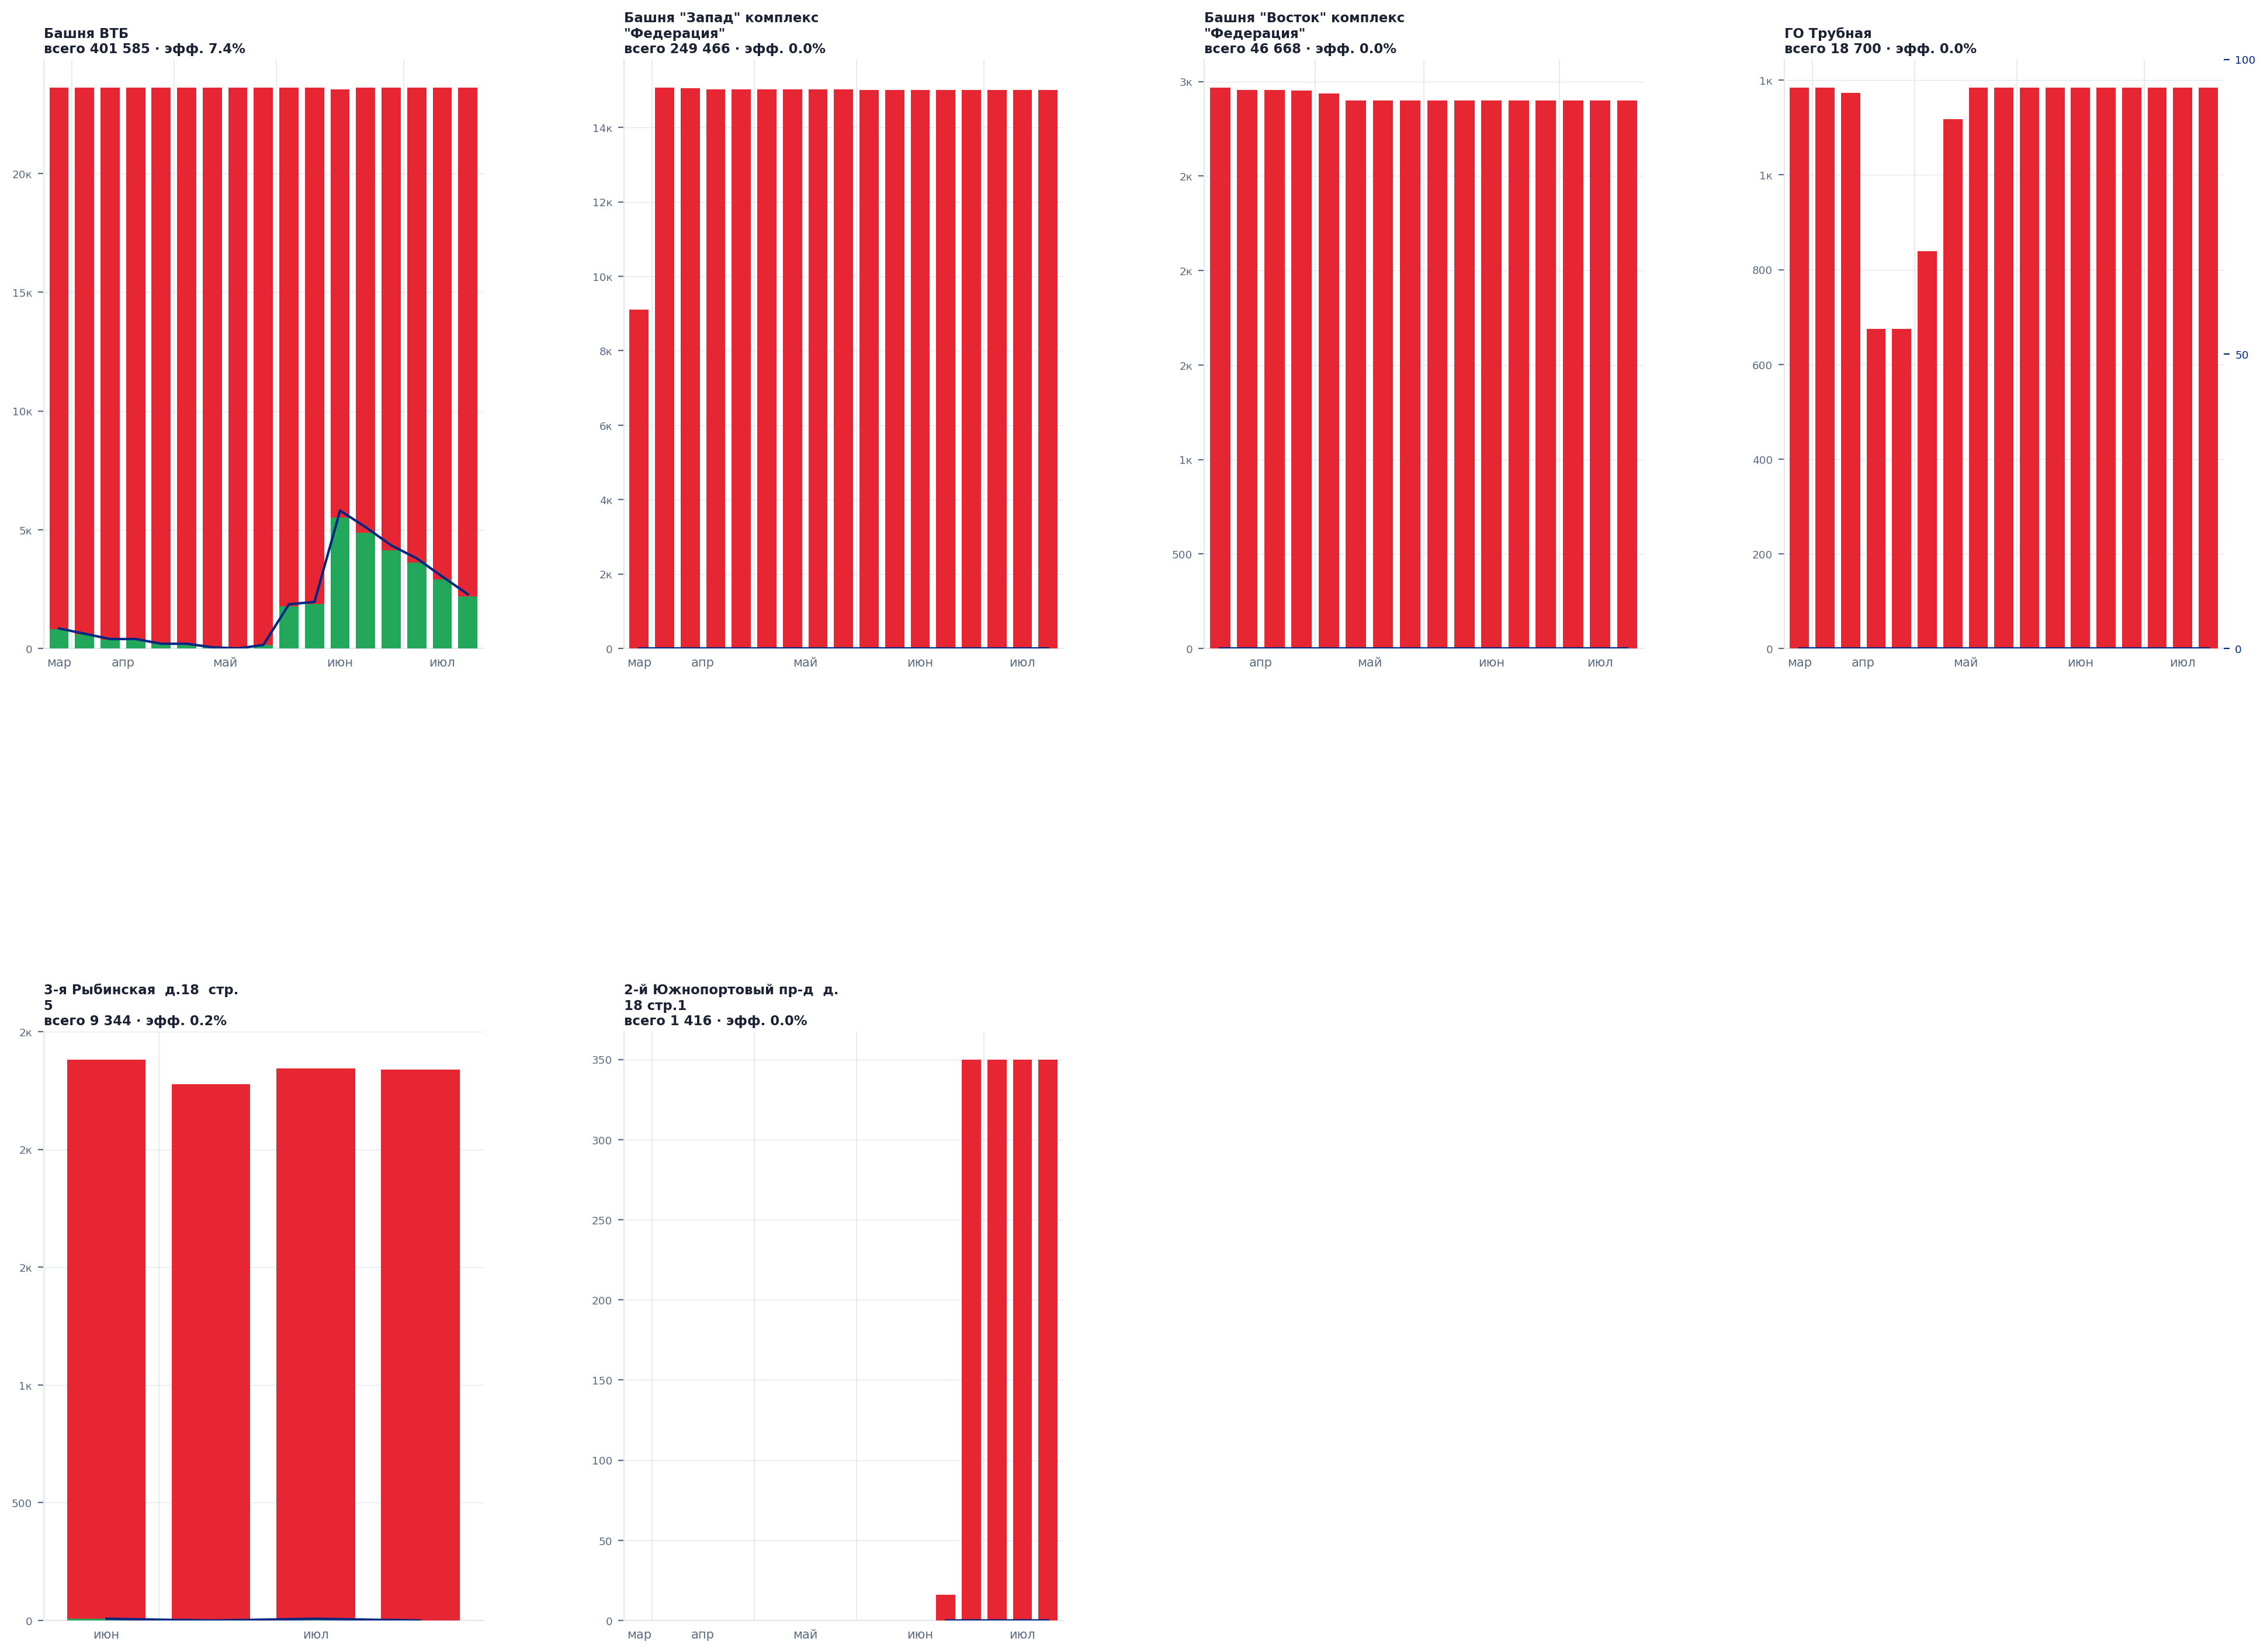 Башня ВТБ
всего 401 585 · эфф. 7.4%
20к
15к
10к
5к
0
мар апр май июн июл
Башня "Запад" комплекс
"Федерация"
всего 249 466 · эфф. 0.0%
14к
12к
10к
8к
6к
4к
2к
0
мар апр май июн июл
Башня "Восток" комплекс
"Федерация"
всего 46 668 · эфф. 0.0%
3к
2к
2к
2к
1к
500
0
апр май июн июл
ГО Трубная
всего 18 700 · эфф. 0.0%
1к
1к
800
600
400
200
0
100
50
0
мар апр май июн июл
3-я Рыбинская  д.18  стр.
5
всего 9 344 · эфф. 0.2%
2к
2к
2к
1к
500
0
июн июл
2-й Южнопортовый пр-д  д.
18 стр.1
всего 1 416 · эфф. 0.0%
350
300
250
200
150
100
50
0
мар апр май июн июл